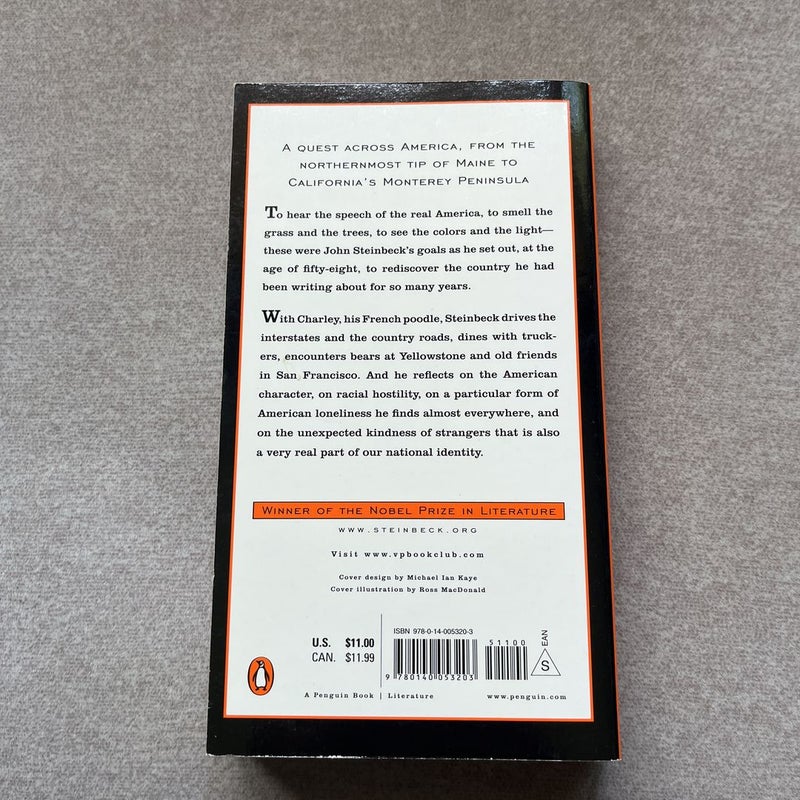 A QUEST ACROSS AMERICA, FROM THE
NORTHERNMOST TIP OF MAINE TO
CALIFORNIA'S MONTEREY PENINSULA
To hear the speech of the real America, to smell the
grass and the trees, to see the colors and the light—
these were John Steinbeck's goals as he set out, at the
age of fifty-eight, to rediscover the country he had
been writing about for so many years.
With Charley, his French poodle, Steinbeck drives the
interstates and the country roads, dines with truck-
ers, encounters bears at Yellowstone and old friends
in San Francisco. And he reflects on the American
character, on racial hostility, on a particular form of
American loneliness he finds almost everywhere, and
on the unexpected kindness of strangers that is also
a very real part of our national identity.
WINNER OF THE NOBEL PRIZE IN LITERATURE
WWW.STEINBECK.ORG
Visit www.vpbookclub.com
Cover design by Michael Ian Kaye
Cover illustration by Ross MacDonald
U.S. $11.00
CAN. $11.99
ISBN 978-0-14-005320-3
51100
9 780140 053203
EAN
S
A Penguin Book | Literature
www.penguin.com